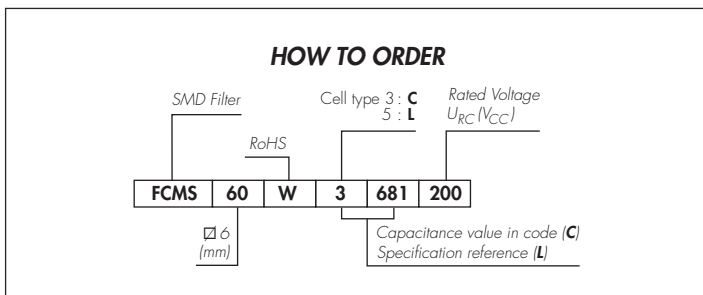 HOW TO ORDER
SMD Filter
Cell type 3 : C
5 : L
Rated Voltage
URC (VCC)
RoHS
FCMS 60 W 3 681 200
6
(mm)
Capacitance value in code (C)
Specification reference (L)